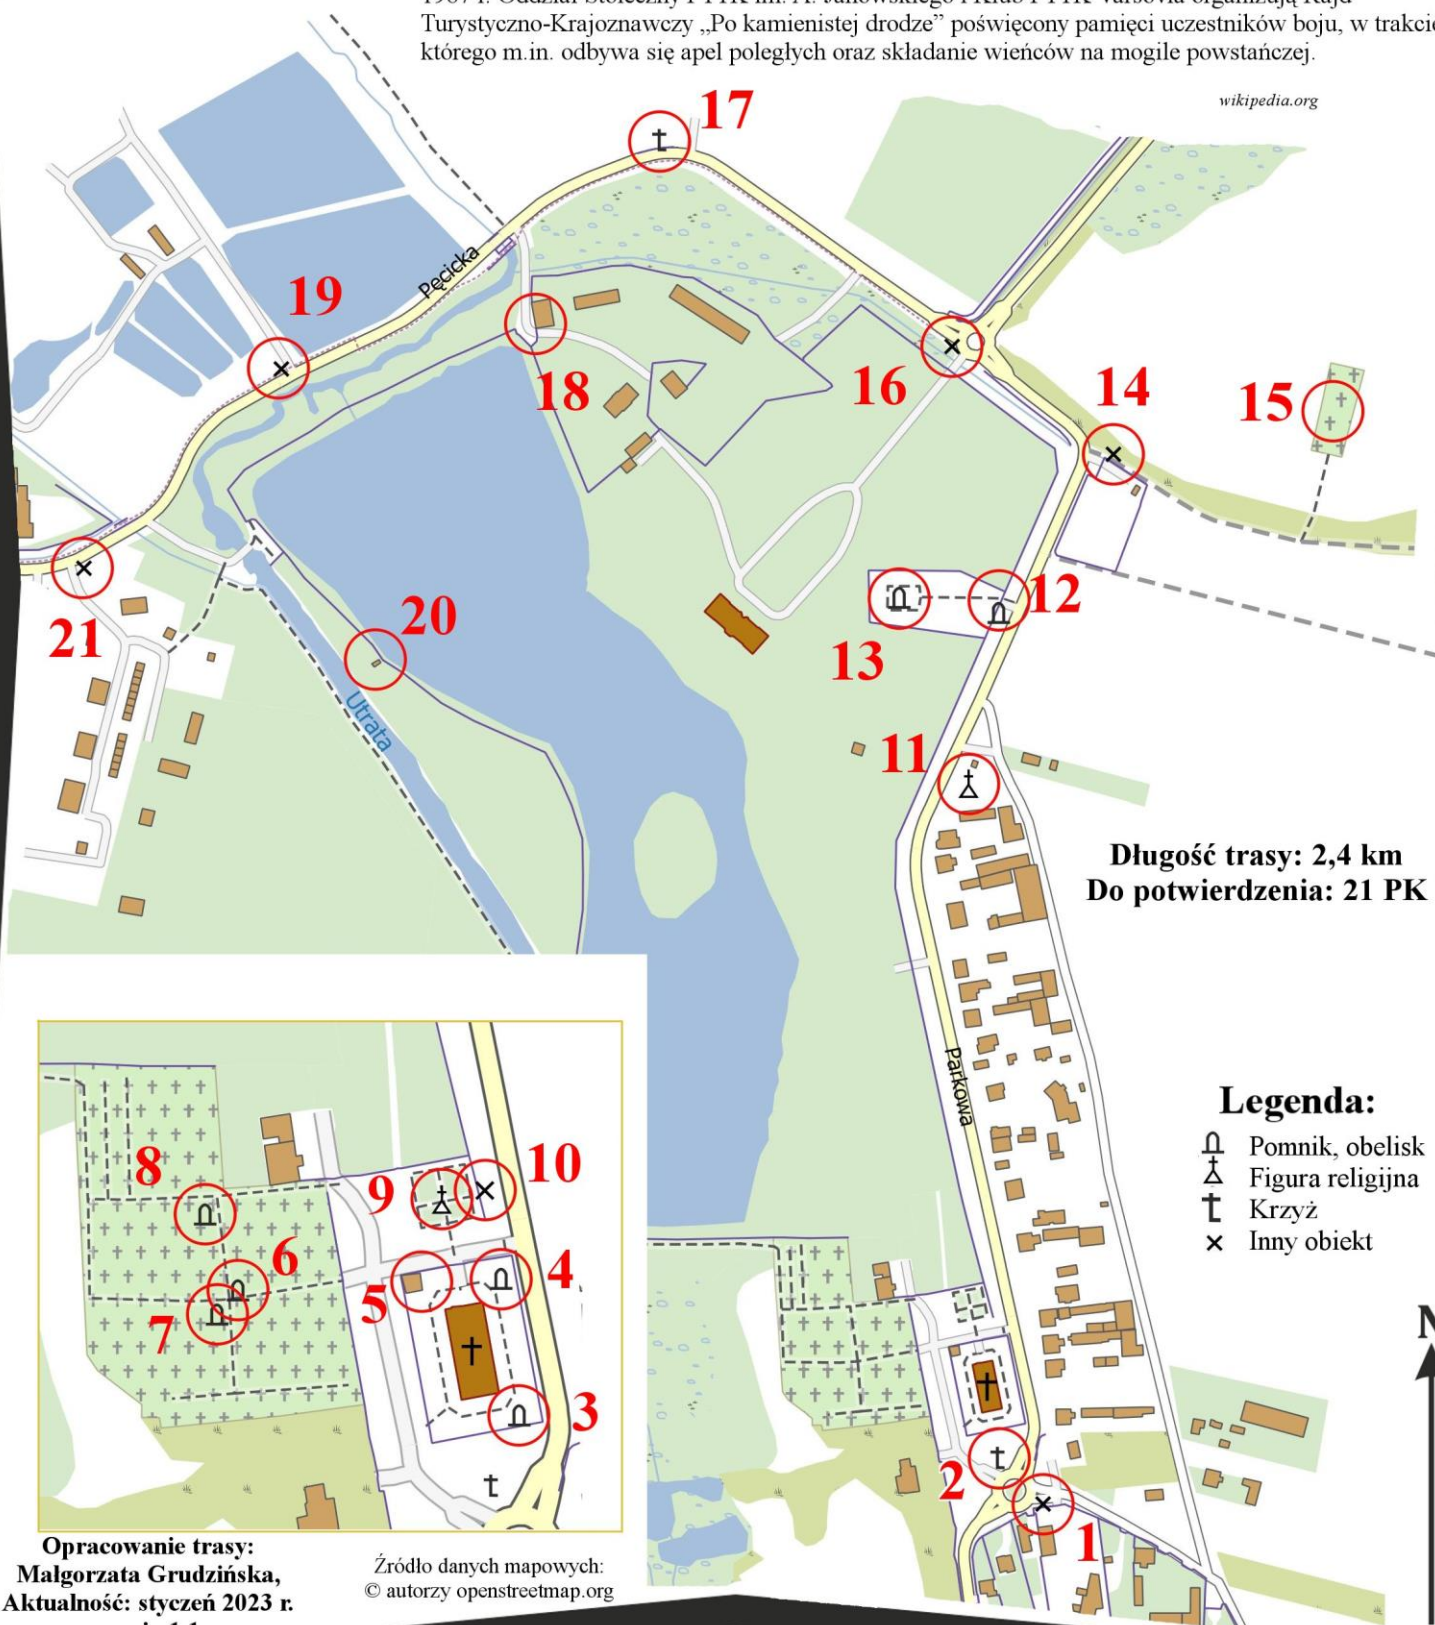 Turystyczno-Krajoznawczy „Po kamienistej drodze” poświęcony pamięci uczestników boju, w trakcie
którego m.in. odbywa się apel poległych oraz składanie wieńców na mogile powstańczej.
wikipedia.org
17
Pęcicka
19
18
16
14
15
21
20
Utrata
12
13
11
Długość trasy: 2,4 km
Do potwierdzenia: 21 PK
Parkowa
Legenda:
Pomnik, obelisk
Figura religijna
Krzyż
Inny obiekt
8
9
10
6
4
5
7
3
2
1
N
Opracowanie trasy:
Małgorzata Grudzińska,
Aktualność: styczeń 2023 r.
Źródło danych mapowych:
© autorzy openstreetmap.org